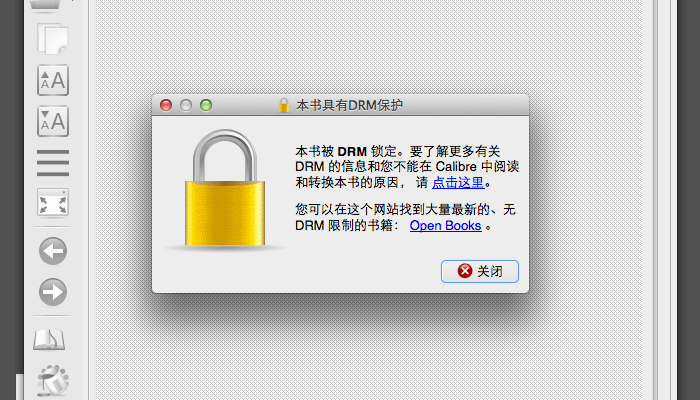 本书具有DRM保护
AA
本书被 DRM 锁定。要了解更多有关
DRM 的信息和您不能在 Calibre 中阅读
和转换本书的原因， 请 点击这里。
AA
您可以在这个网站找到大量最新的、无
DRM 限制的书籍： Open Books 。
关闭